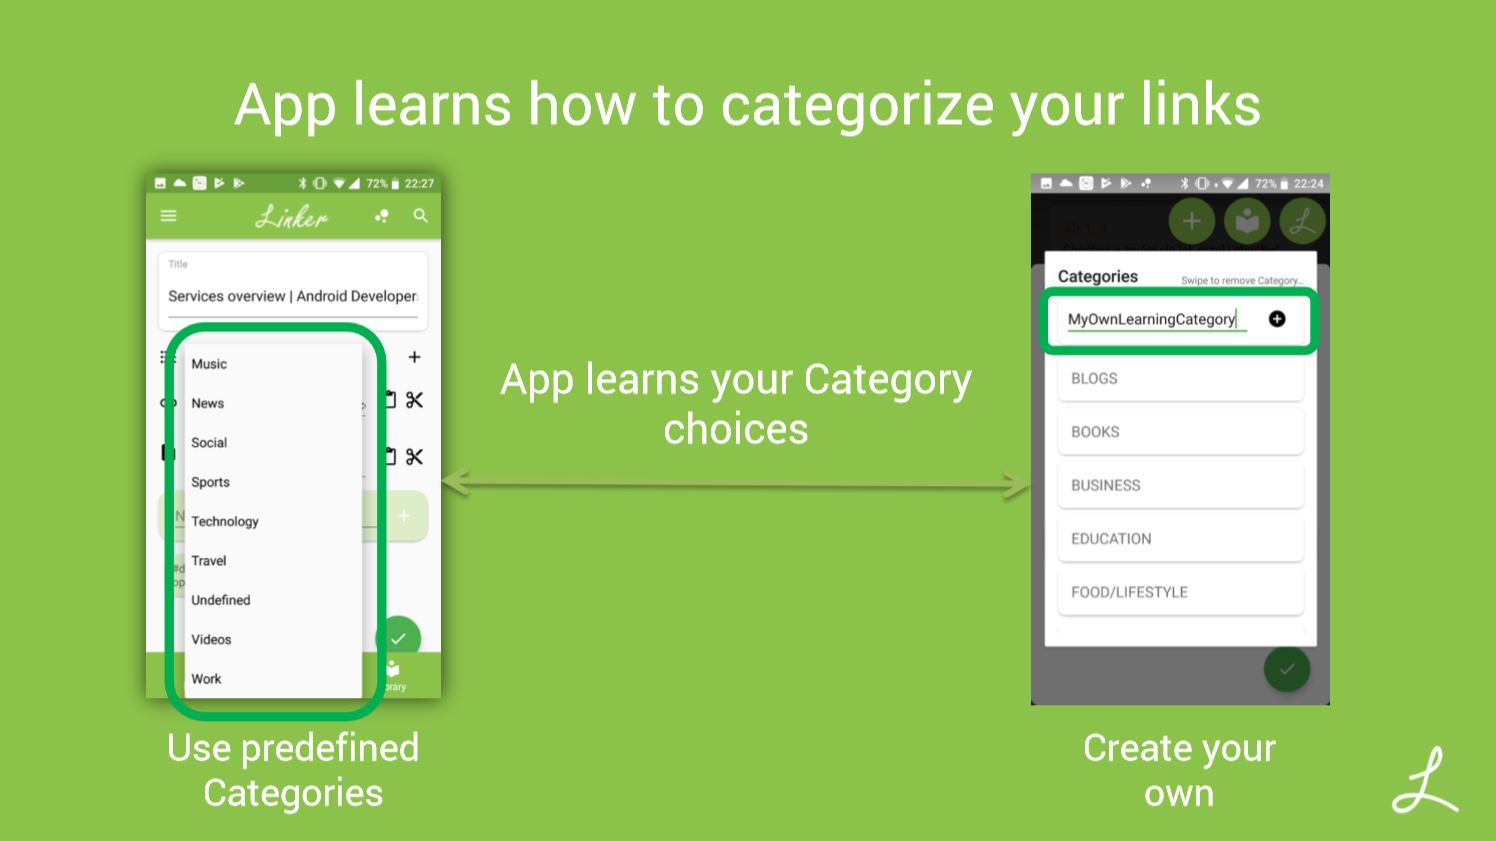 App learns how to categorize your links
72% 22:27
Linker
Title
Services overview | Android Developer
Music
News
Social
Sports
Technology
Travel
Undefined
Videos
Work
Use predefined
Categories
App learns your Category
choices
72% 22:24
Categories
Swipe to remove Category...
MyOwnLearningCategory
BLOGS
BOOKS
BUSINESS
EDUCATION
FOOD/LIFESTYLE
Create your
own
L